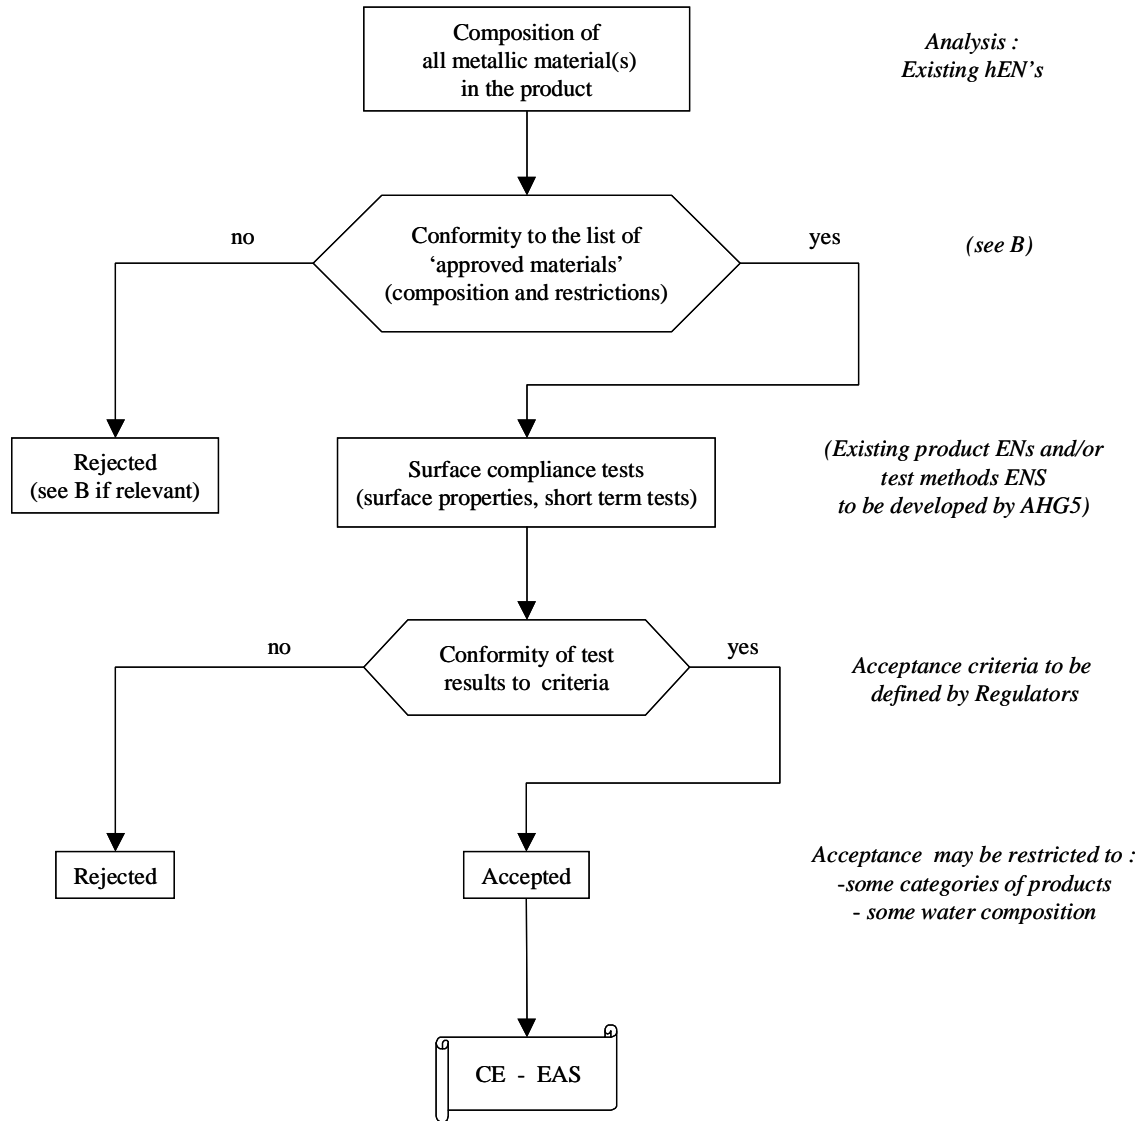 Composition of
all metallic material(s)
in the product
Analysis :
Existing hEN’s
no
Conformity to the list of
‘approved materials’
(composition and restrictions)
yes
(see B)
Rejected
(see B if relevant)
Surface compliance tests
(surface properties, short term tests)
(Existing product ENs and/or
test methods ENS
to be developed by AHG5)
no
Conformity of test
results to criteria
yes
Acceptance criteria to be
defined by Regulators
Rejected
Accepted
Acceptance may be restricted to :
-some categories of products
- some water composition
CE - EAS